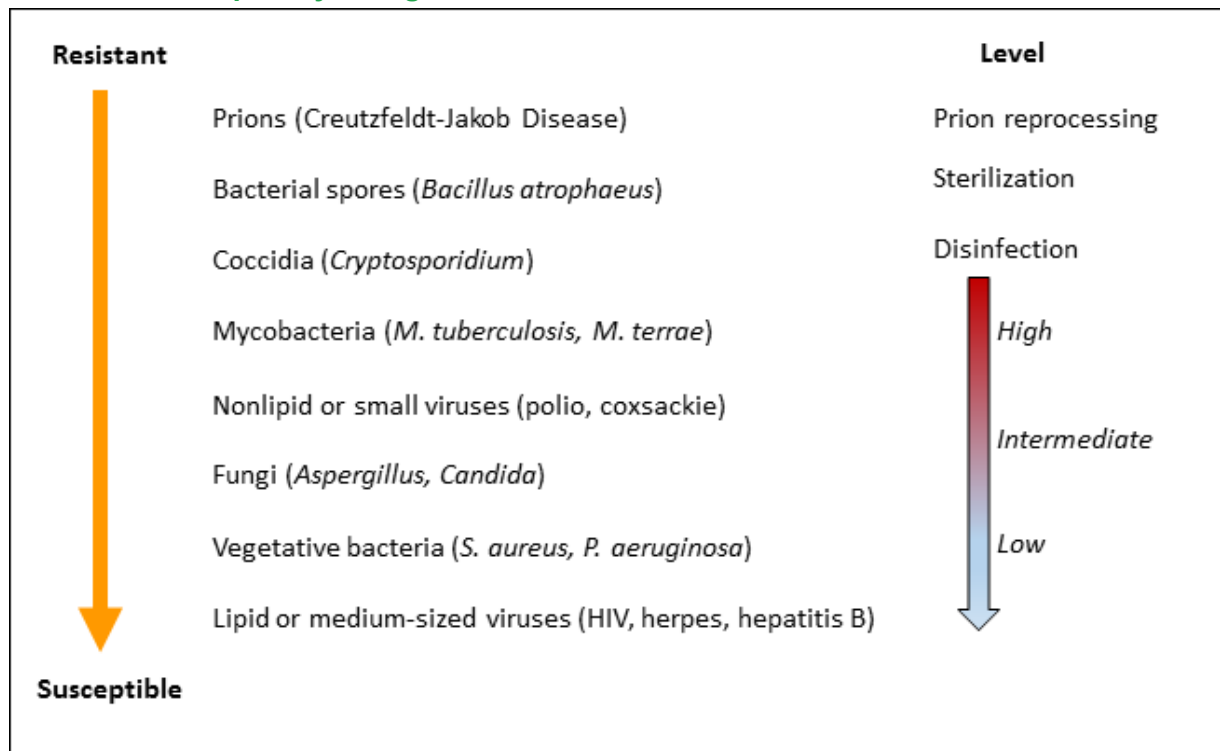 Resistant
Level
Prions (Creutzfeldt-Jakob Disease)
Prion reprocessing
Bacterial spores (Bacillus atrophaeus)
Sterilization
Coccidia (Cryptosporidium)
Disinfection
Mycobacteria (M. tuberculosis, M. terrae)
High
Nonlipid or small viruses (polio, coxsackie)
Intermediate
Fungi (Aspergillus, Candida)
Vegetative bacteria (S. aureus, P. aeruginosa)
Low
Lipid or medium-sized viruses (HIV, herpes, hepatitis B)
Susceptible